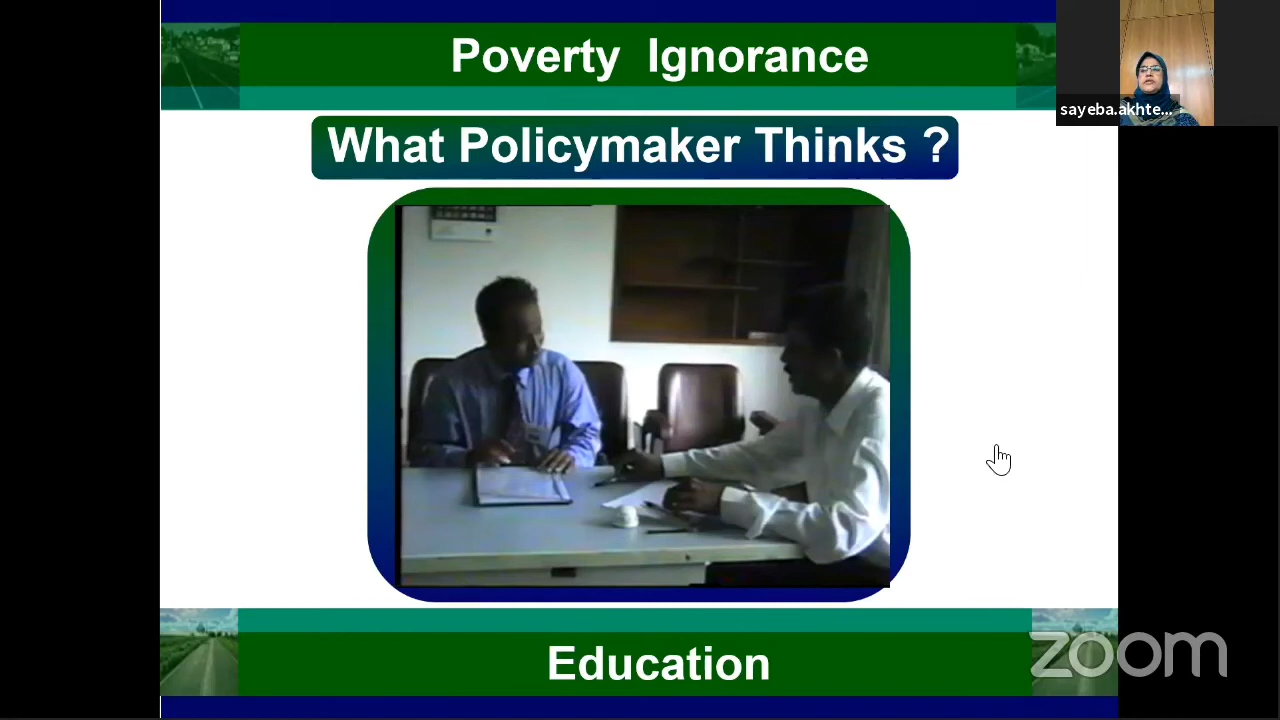 Poverty Ignorance
sayeba.akhte...
What Policymaker Thinks ?
Education
zoom